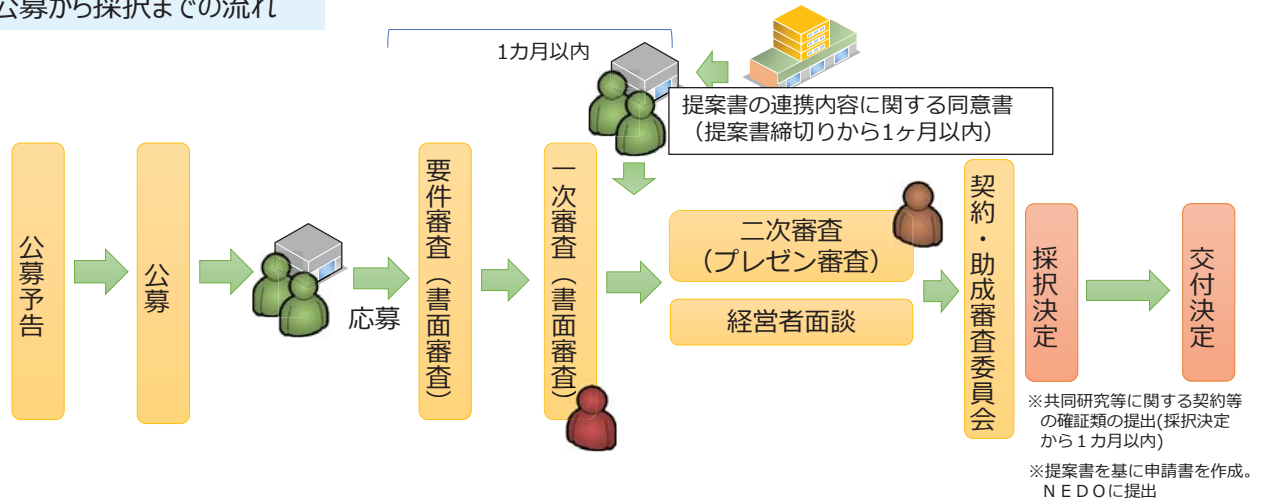 公募から採択までの流れ
1カ月以内
提案書の連携内容に関する同意書
（提案書締切りから1ヶ月以内）
公募予告
公募
応募
要件審査（書面審査）
一次審査（書面審査）
二次審査
（プレゼン審査）
経営者面談
契約・助成審査委員会
採択決定
交付決定
※共同研究等に関する契約等
の確証類の提出(採択決定
から１カ月以内)
※提案書を基に申請書を作成。
ＮＥＤＯに提出